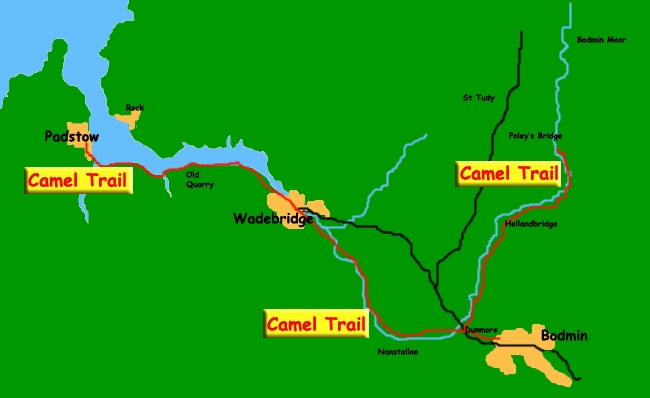 Bodmin Moor
St Tudy
Rock
Padstow
Poley's Bridge
Camel Trail
Old
Quarry
Camel Trail
Wadebridge
Hellandbridge
Camel Trail
Dunmore
Bodmin
Nanstallon